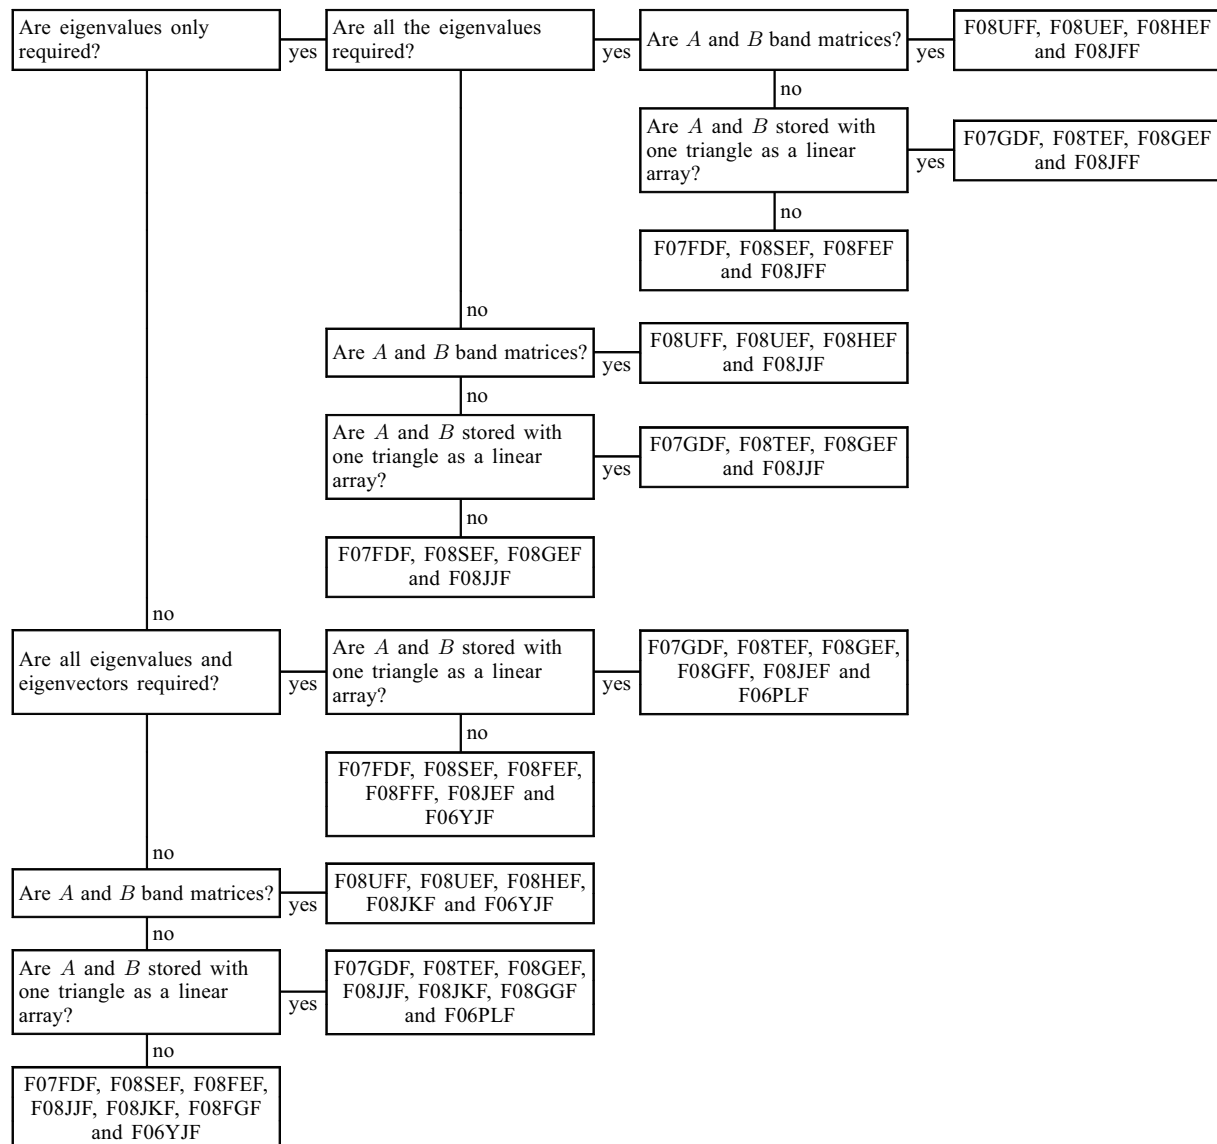 Are eigenvalues only
required?
yes
Are all the eigenvalues
required?
yes
Are A and B band matrices?
yes
F08UFF, F08UEF, F08HEF
and F08JFF
no
Are A and B stored with
one triangle as a linear
array?
yes
F07GDF, F08TEF, F08GEF
and F08JFF
no
F07FDF, F08SEF, F08FEF
and F08JFF
no
Are A and B band matrices?
yes
F08UFF, F08UEF, F08HEF
and F08JJF
no
Are A and B stored with
one triangle as a linear
array?
yes
F07GDF, F08TEF, F08GEF
and F08JJF
no
F07FDF, F08SEF, F08GEF
and F08JJF
no
Are all eigenvalues and
eigenvectors required?
yes
Are A and B stored with
one triangle as a linear
array?
yes
F07GDF, F08TEF, F08GEF,
F08GFF, F08JEF and
F06PLF
no
F07FDF, F08SEF, F08FEF,
F08FFF, F08JEF and
F06YJF
no
Are A and B band matrices?
yes
F08UFF, F08UEF, F08HEF,
F08JKF and F06YJF
no
Are A and B stored with
one triangle as a linear
array?
yes
F07GDF, F08TEF, F08GEF,
F08JJF, F08JKF, F08GGF
and F06PLF
no
F07FDF, F08SEF, F08FEF,
F08JJF, F08JKF, F08FGF
and F06YJF